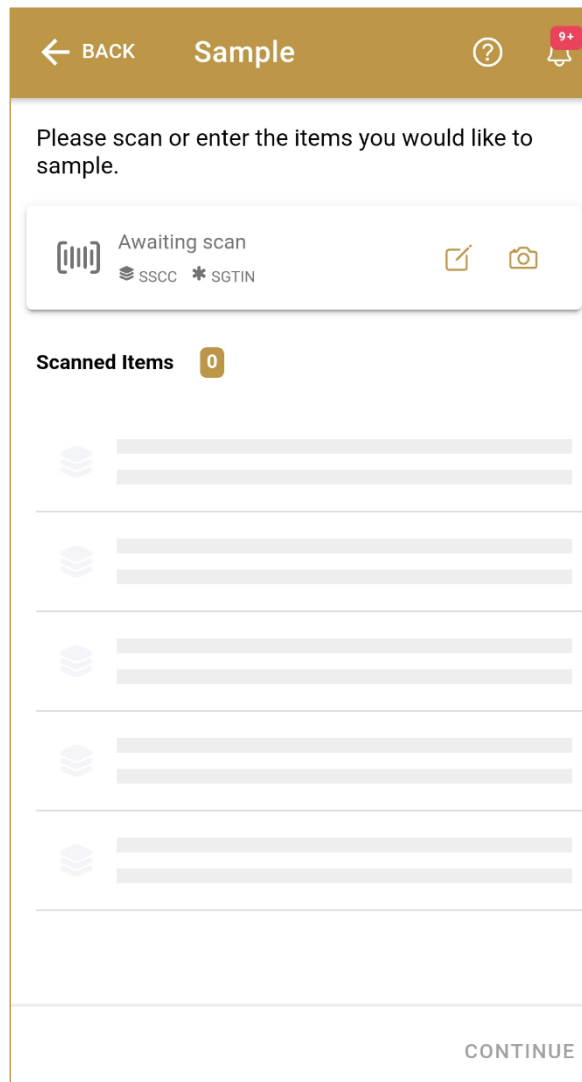 BACK Sample 9+
Please scan or enter the items you would like to
sample.
Awaiting scan
SSCC SGTIN
Scanned Items 0
CONTINUE